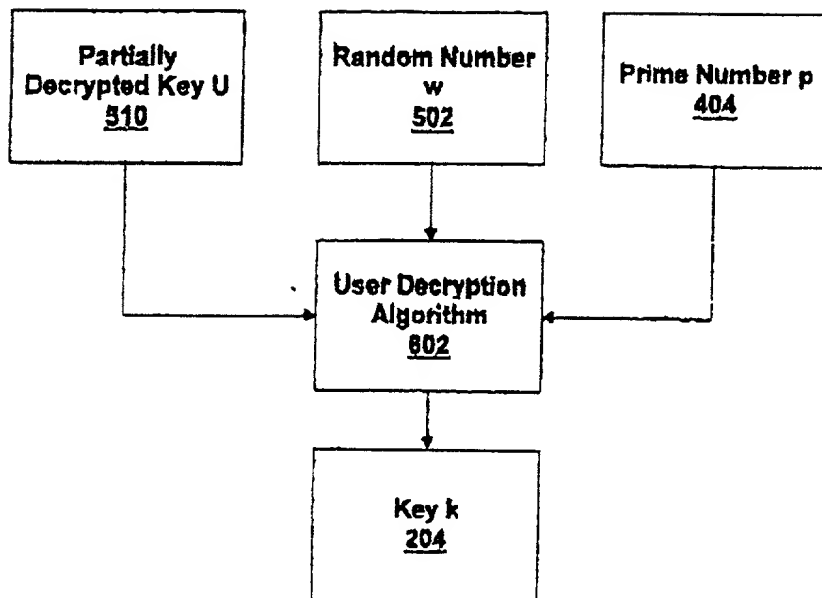 Partially
Decrypted Key U
510
Random Number
w
502
Prime Number p
404
User Decryption
Algorithm
602
Key k
204